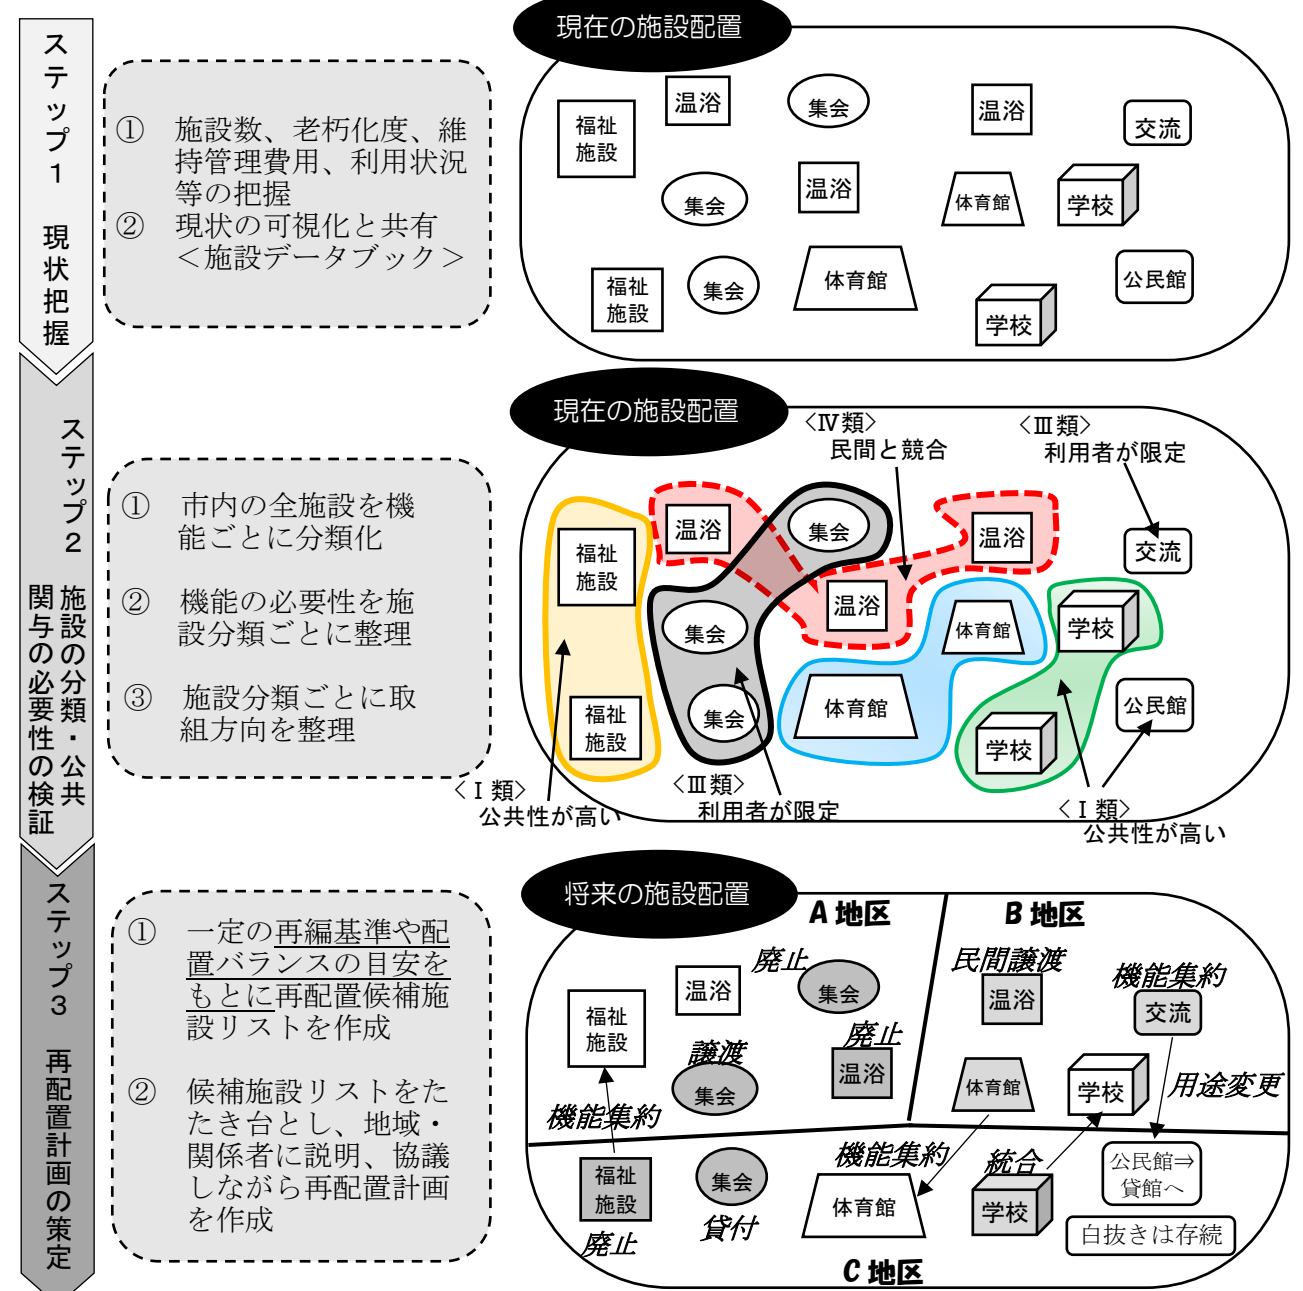 ステップ1　現状把握
① 施設数、老朽化度、維
持管理費用、利用状況
等の把握
② 現状の可視化と共有
＜施設データブック＞
現在の施設配置
福祉
施設
温浴
集会
温浴
交流
集会
温浴
体育館
学校
福祉
施設
集会
体育館
学校
公民館
ステップ2　施設の分類・公共
関与の必要性の検証
① 市内の全施設を機
能ごとに分類化
② 機能の必要性を施
設分類ごとに整理
③ 施設分類ごとに取
組方向を整理
現在の施設配置
〈Ⅳ類〉
民間と競合
〈Ⅲ類〉
利用者が限定
福祉
施設
温浴
集会
温浴
交流
集会
温浴
体育館
学校
福祉
施設
集会
体育館
学校
公民館
〈Ⅰ類〉
公共性が高い
〈Ⅲ類〉
利用者が限定
〈Ⅰ類〉
公共性が高い
ステップ3　再配置計画の策定
① 一定の再編基準や配
置バランスの目安を
もとに再配置候補施
設リストを作成
② 候補施設リストをた
たき台とし、地域・
関係者に説明、協議
しながら再配置計画
を作成
将来の施設配置
A地区
B地区
福祉
施設
温浴
廃止
集会
民間譲渡
温浴
機能集約
交流
譲渡
集会
廃止
温浴
体育館
学校
用途変更
機能集約
機能集約
統合
福祉
施設
廃止
集会
貸付
体育館
学校
公民館⇒
貸館へ
白抜きは存続
C地区